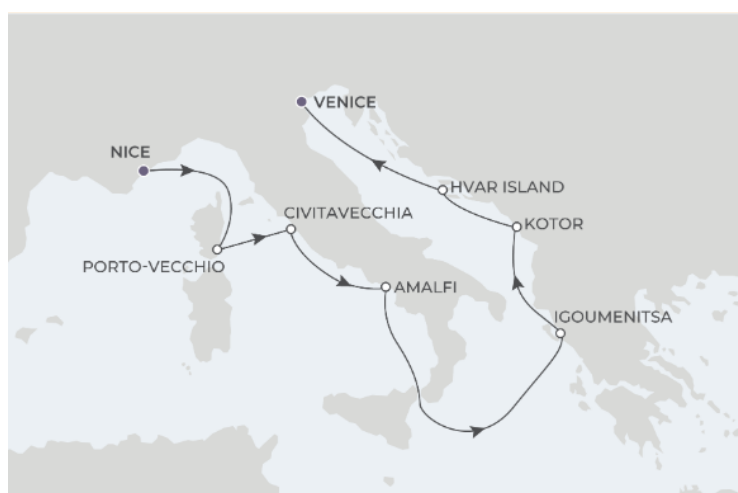 VENICE
NICE
HVAR ISLAND
CIVITAVECCHIA
KOTOR
PORTO-VECCHIO
AMALFI
IGOUMENITSA